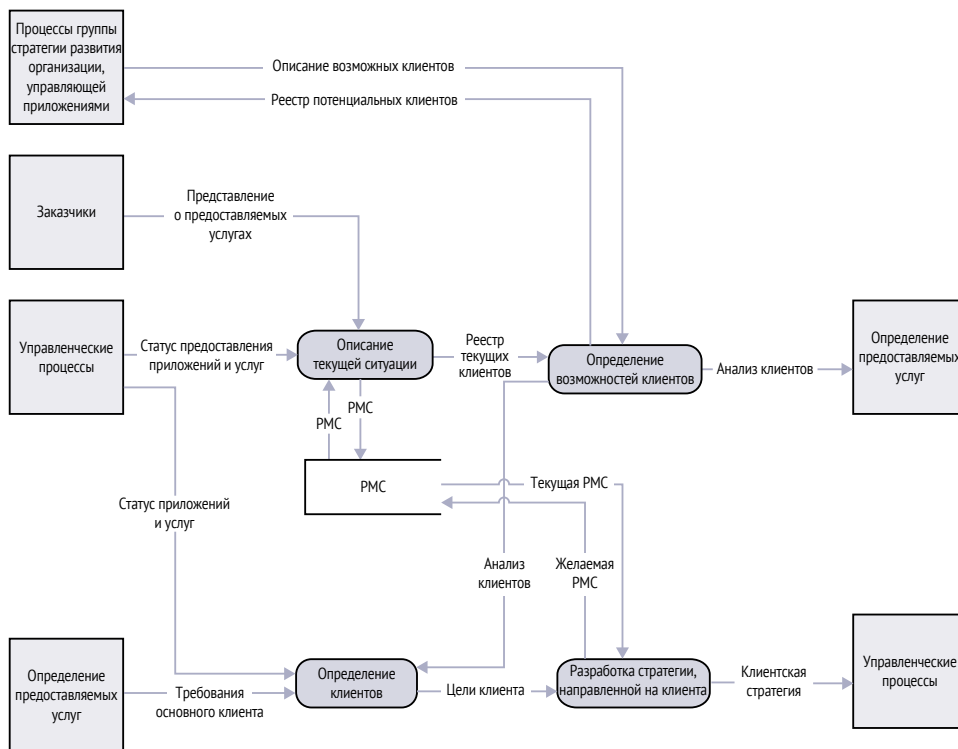 Процессы группы
стратегии развития
организации,
управляющей
приложениями
Описание возможных клиентов
Реестр потенциальных клиентов
Заказчики
Представление
о предоставляемых
услугах
Управленческие
процессы
Статус предоставления
приложений и услуг
Описание
текущей ситуации
Реестр
текущих
клиентов
Определение
возможностей клиентов
Анализ клиентов
Определение
предоставляемых
услуг
РМС
РМС
РМС
Текущая РМС
Статус приложений
и услуг
Анализ
клиентов
Желаемая
РМС
Определение
предоставляемых
услуг
Требования
основного клиента
Определение
клиентов
Цели клиента
Разработка стратегии,
направленной на клиента
Клиентская
стратегия
Управленческие
процессы